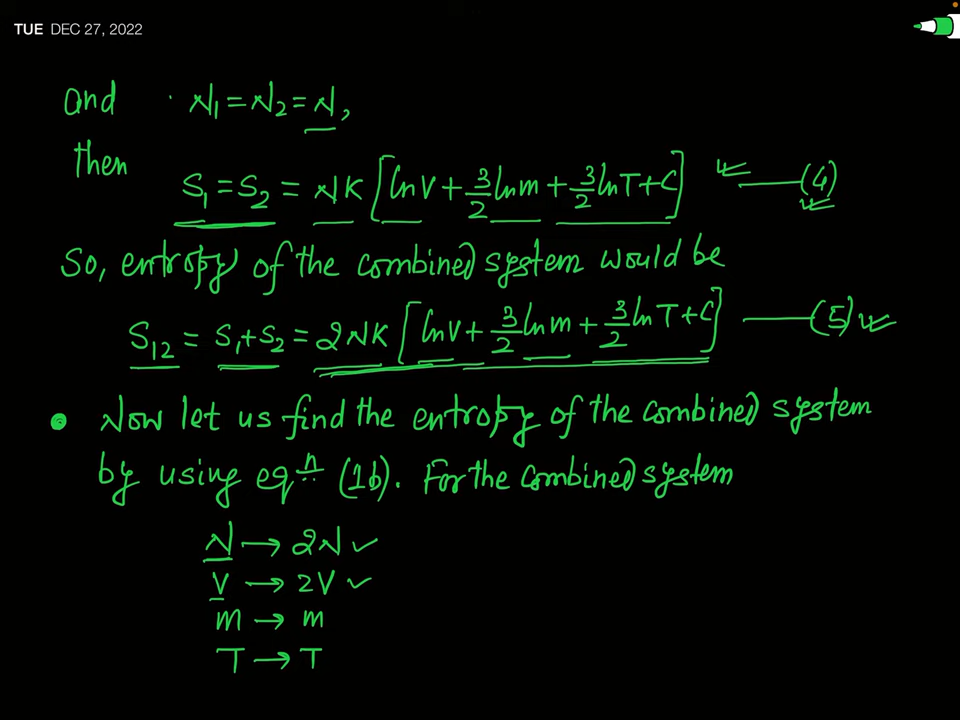 TUE DEC 27, 2022
and N₁ = N₂ = N,
then
S₁ = S₂ = NK [lnV + 3/2 lnm + 3/2 lnT + C] —— (4)
So, entropy of the combined system would be
S₁₂ = S₁+S₂ = 2NK [lnV + 3/2 lnm + 3/2 lnT + C] —— (5)
• Now let us find the entropy of the combined system
by using eqⁿ (1b). For the combined system
N → 2N ✓
V → 2V ✓
m → m
T → T